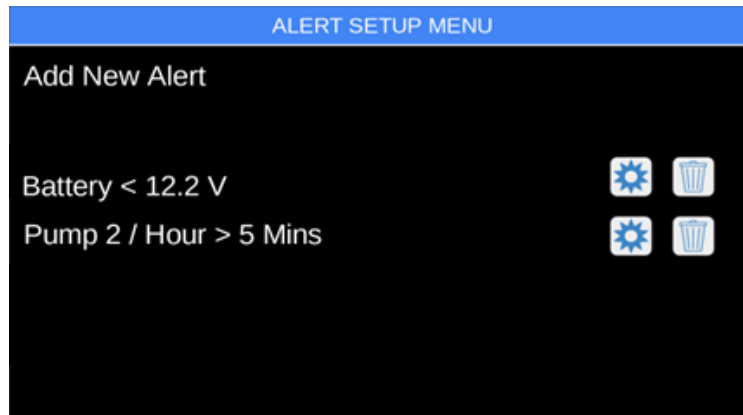 ALERT SETUP MENU
Add New Alert
Battery < 12.2 V
Pump 2 / Hour > 5 Mins